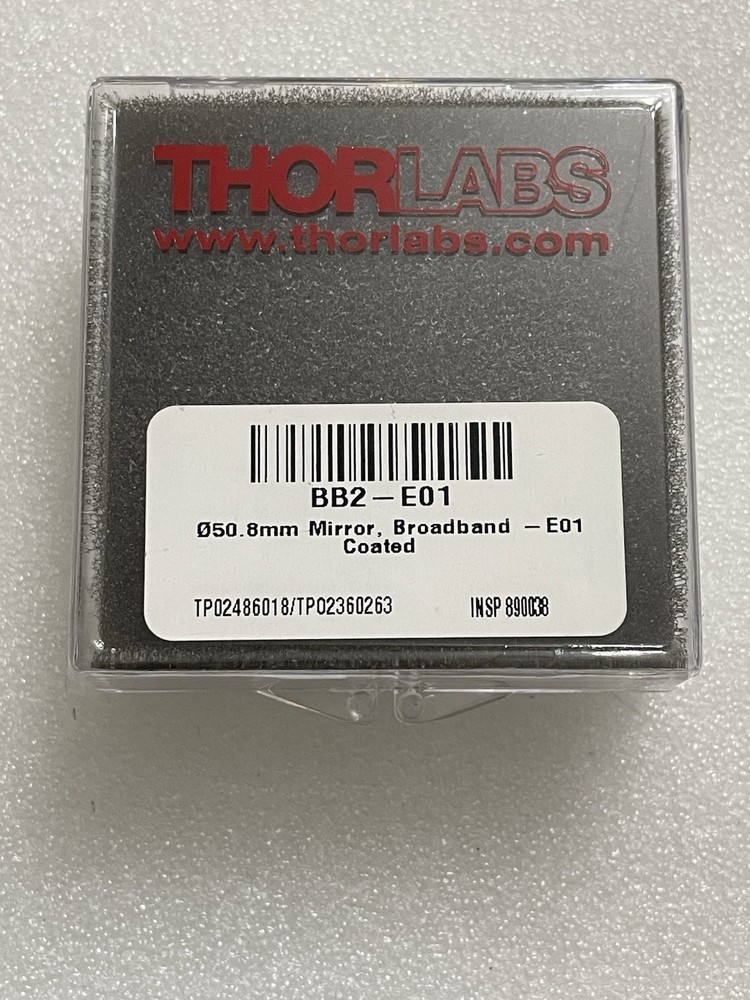 THORLABS
www.thorlabs.com
BB2-E01
Ø50.8mm Mirror, Broadband -E01
Coated
TP02486018/TP02360263 INSP 890038